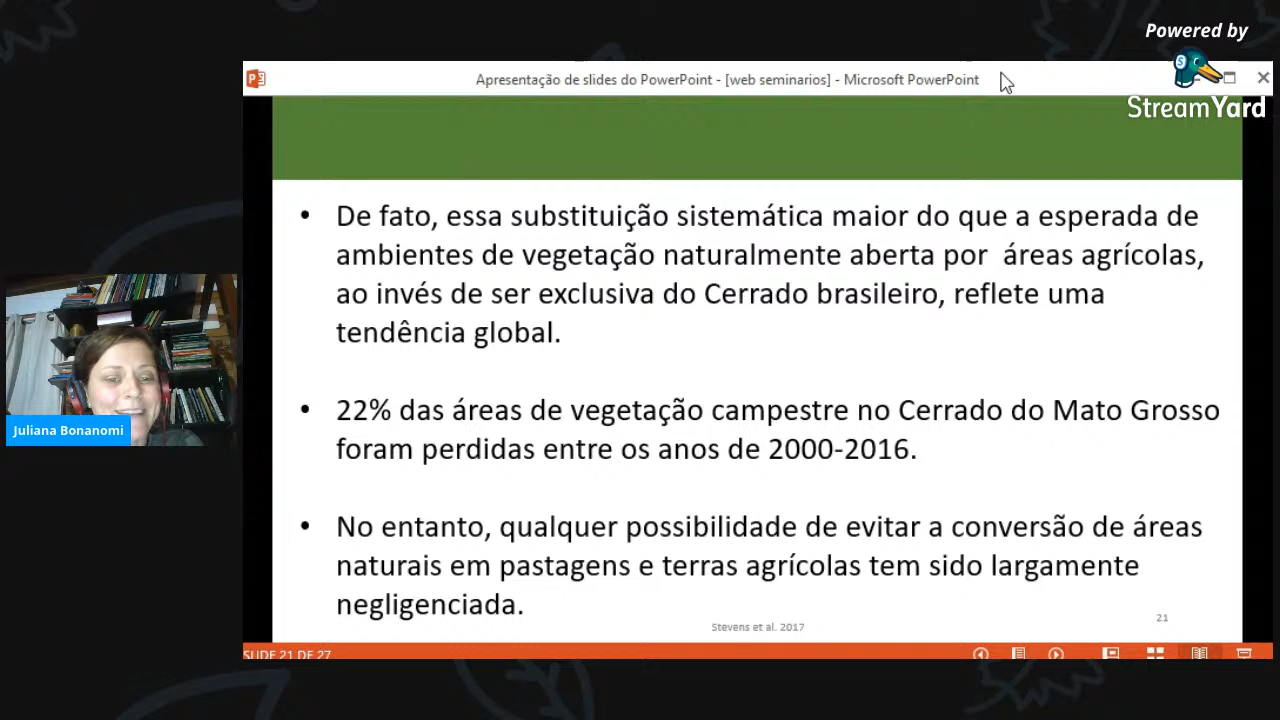 Powered by
StreamYard
Apresentação de slides do PowerPoint - [web seminarios] - Microsoft PowerPoint
• De fato, essa substituição sistemática maior do que a esperada de
ambientes de vegetação naturalmente aberta por áreas agrícolas,
ao invés de ser exclusiva do Cerrado brasileiro, reflete uma
tendência global.
• 22% das áreas de vegetação campestre no Cerrado do Mato Grosso
foram perdidas entre os anos de 2000-2016.
• No entanto, qualquer possibilidade de evitar a conversão de áreas
naturais em pastagens e terras agrícolas tem sido largamente
negligenciada.
Stevens et al. 2017
21
SLIDE 21 DE 27
Juliana Bonanomi